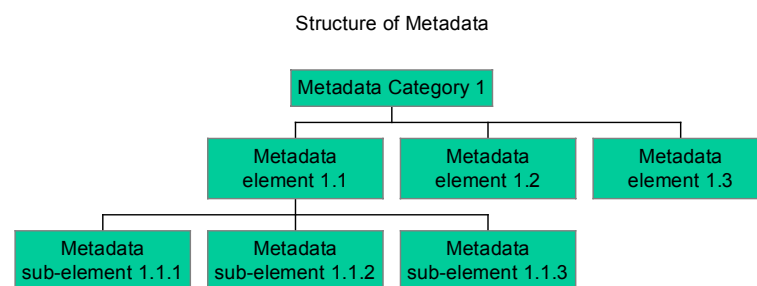 Structure of Metadata
Metadata Category 1
Metadata
element 1.1
Metadata
element 1.2
Metadata
element 1.3
Metadata
sub-element 1.1.1
Metadata
sub-element 1.1.2
Metadata
sub-element 1.1.3